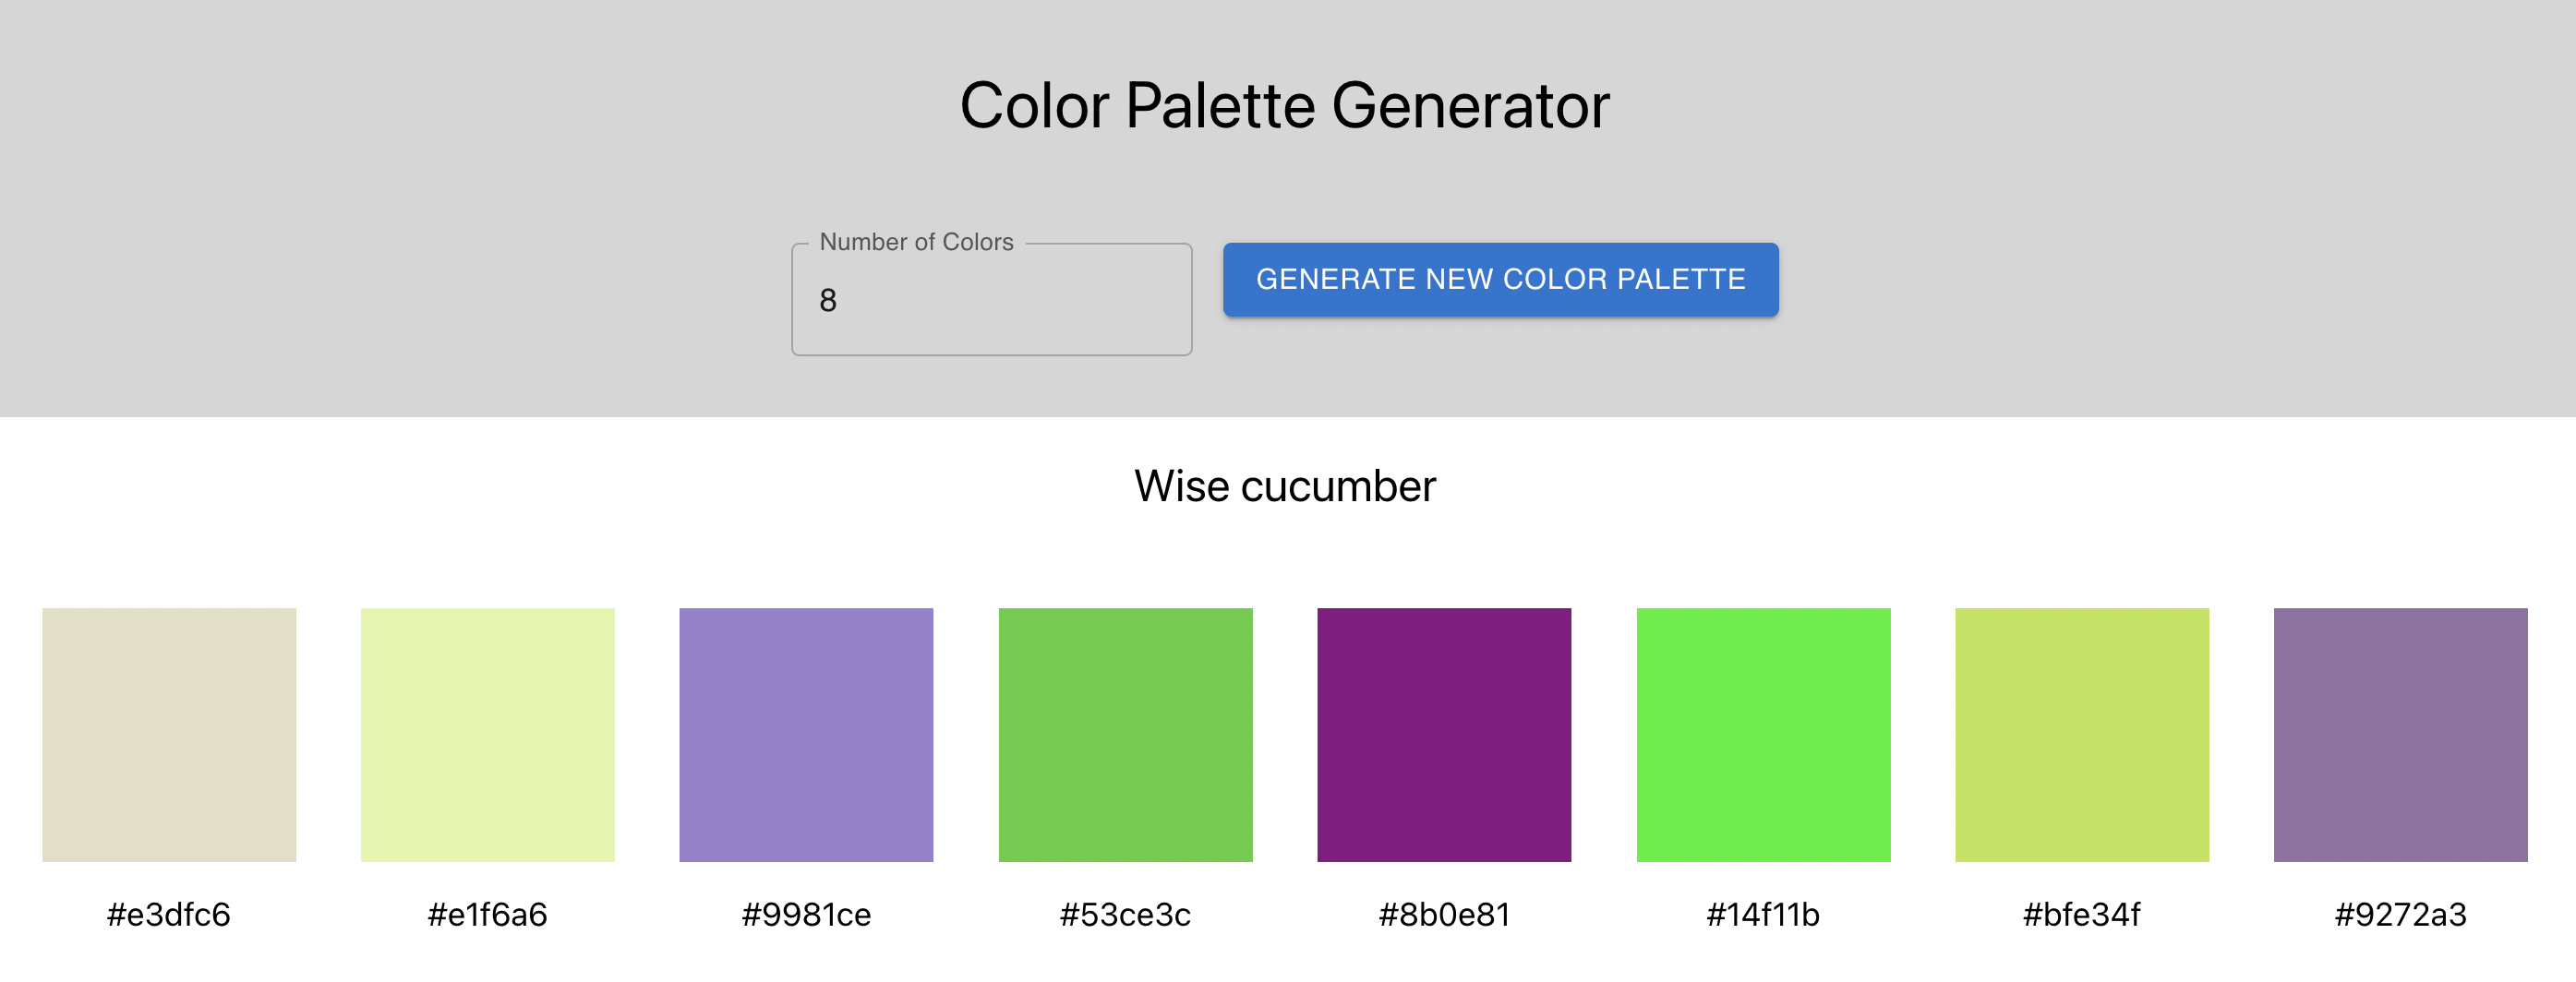 Color Palette Generator
Number of Colors
8
GENERATE NEW COLOR PALETTE
Wise cucumber
#e3dfc6 #e1f6a6 #9981ce #53ce3c #8b0e81 #14f11b #bfe34f #9272a3